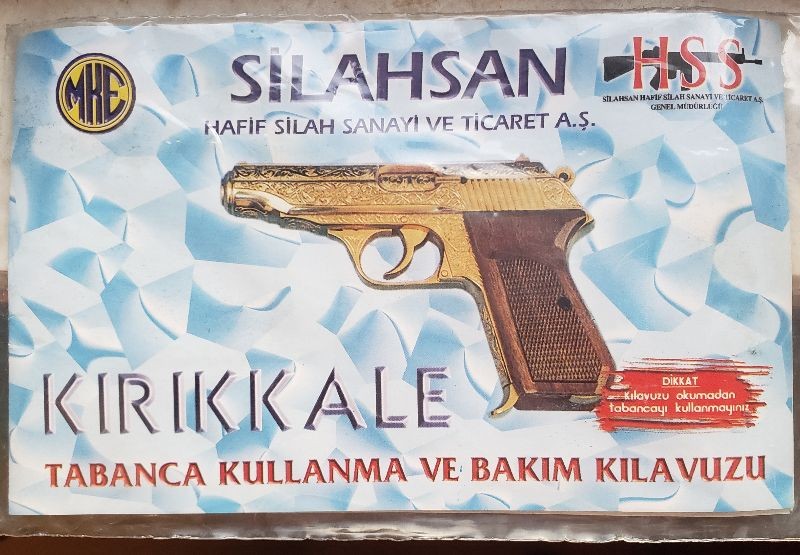 MKE
SİLAHSAN
HAFİF SİLAH SANAYİ VE TİCARET A.Ş.
HSS
SİLAHSAN HAFİF SİLAH SANAYİ VE TİCARET A.Ş.
GENEL MÜDÜRLÜĞÜ
KIRIKKALE
DİKKAT
Kılavuzu okumadan
tabancayı kullanmayınız
TABANCA KULLANMA VE BAKIM KILAVUZU